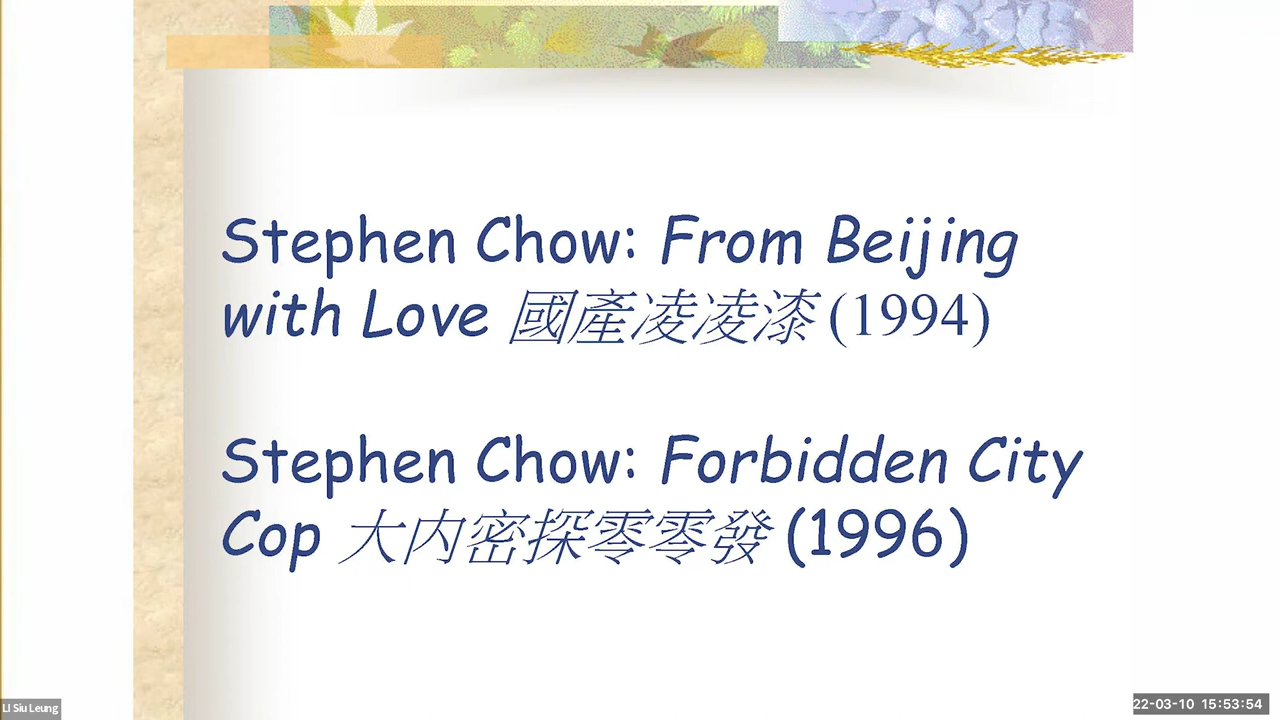 Stephen Chow: From Beijing
with Love 國產凌凌漆 (1994)
Stephen Chow: Forbidden City
Cop 大内密探零零發 (1996)
LI Siu Leung
22-03-10 15:53:54